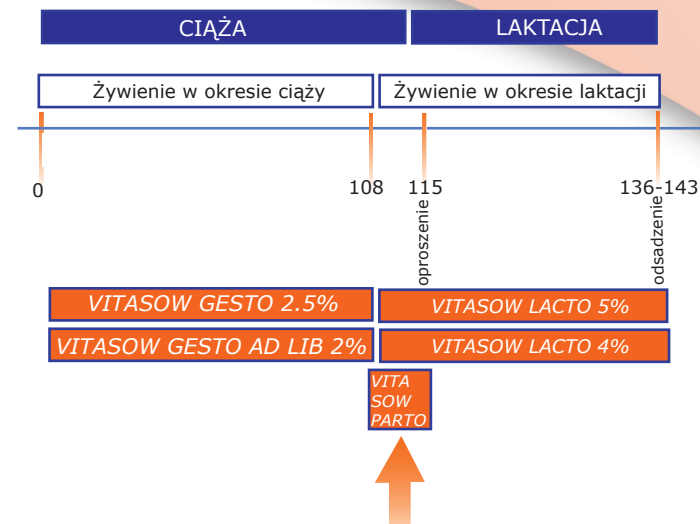 CIĄŻA
LAKTACJA
Żywienie w okresie ciąży
Żywienie w okresie laktacji
0
108
115
136-143
oproszenie
odsadzenie
VITASOW GESTO 2.5%
VITASOW LACTO 5%
VITASOW GESTO AD LIB 2%
VITASOW LACTO 4%
VITA
SOW
PARTO